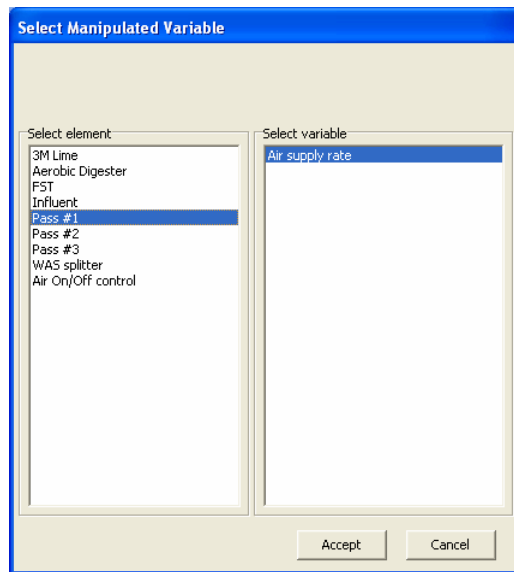 Select Manipulated Variable
Select element
3M Lime
Aerobic Digester
FST
Influent
Pass #1
Pass #2
Pass #3
WAS splitter
Air On/Off control
Select variable
Air supply rate
Accept
Cancel